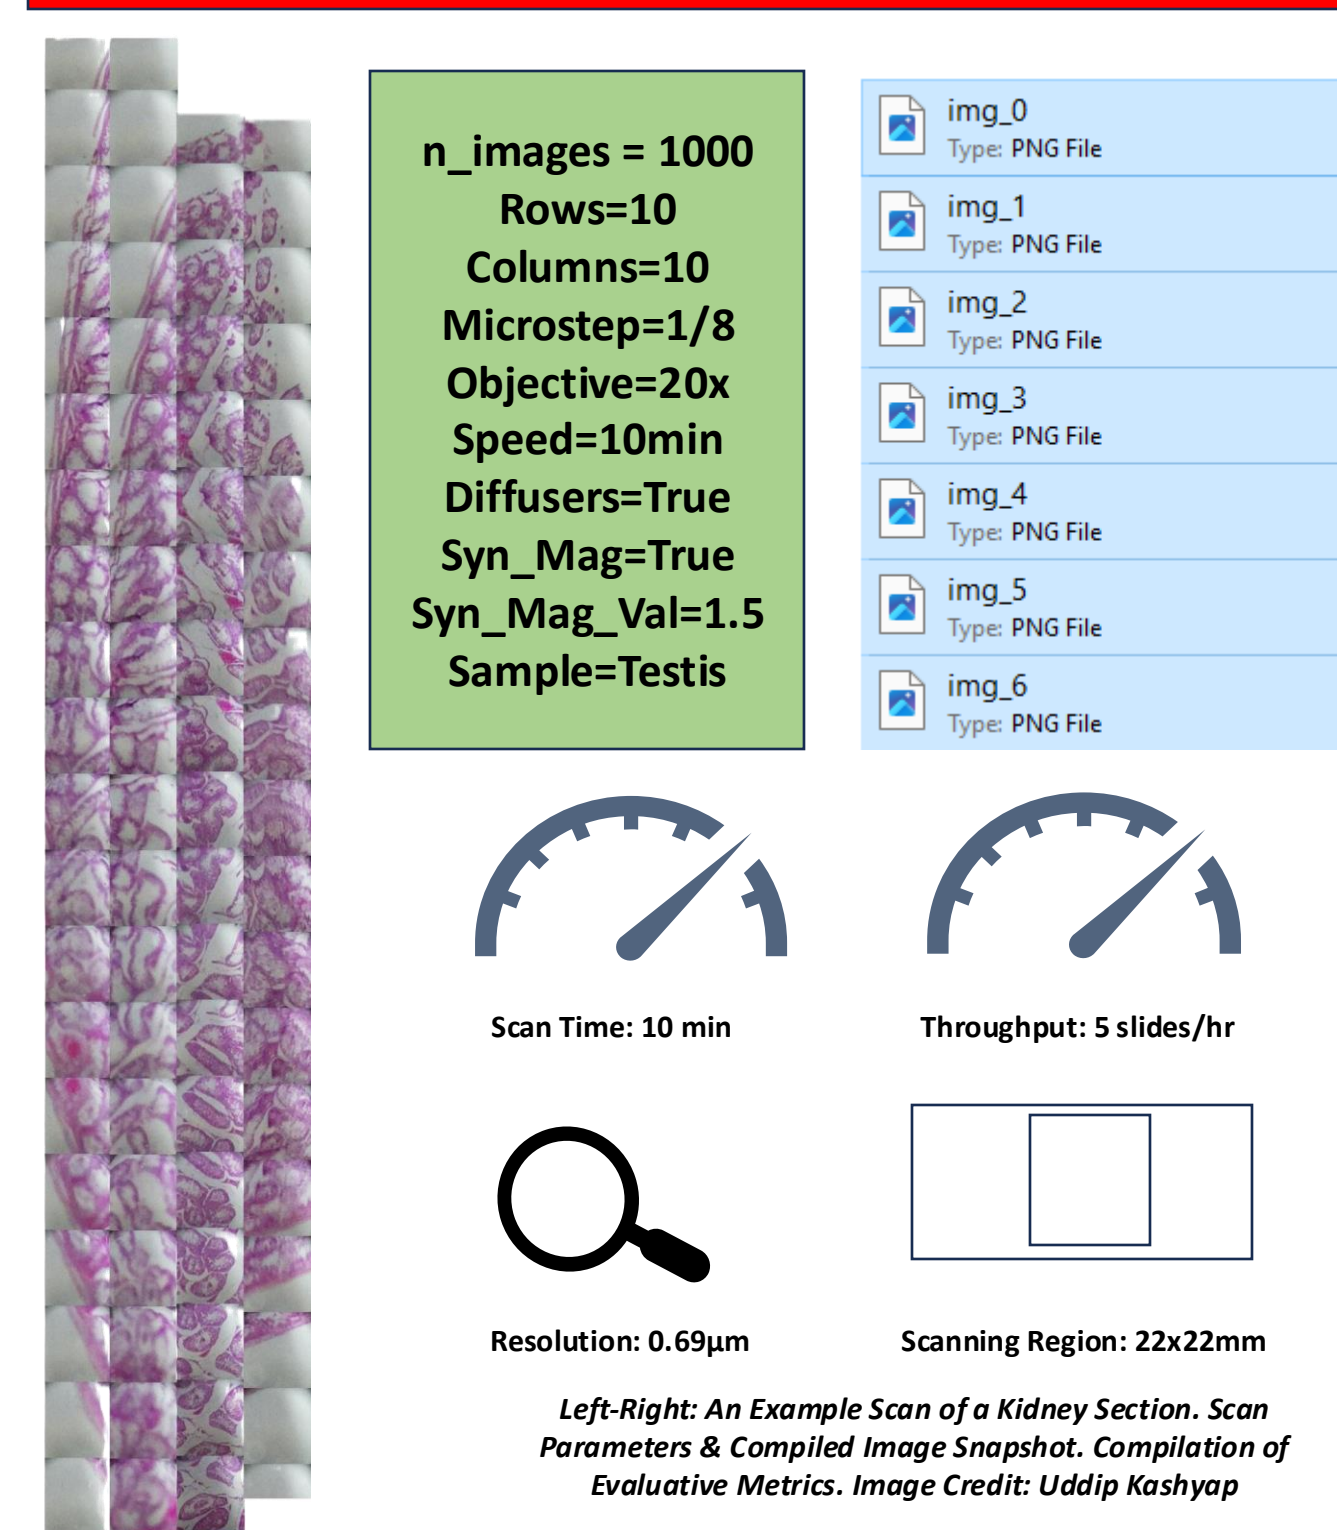 n_images = 1000
Rows=10
Columns=10
Microstep=1/8
Objective=20x
Speed=10min
Diffusers=True
Syn_Mag=True
Syn_Mag_Val=1.5
Sample=Testis
img_0
Type: PNG File
img_1
Type: PNG File
img_2
Type: PNG File
img_3
Type: PNG File
img_4
Type: PNG File
img_5
Type: PNG File
img_6
Type: PNG File
Scan Time: 10 min
Throughput: 5 slides/hr
Resolution: 0.69µm
Scanning Region: 22x22mm
Left-Right: An Example Scan of a Kidney Section. Scan
Parameters & Compiled Image Snapshot. Compilation of
Evaluative Metrics. Image Credit: Uddip Kashyap